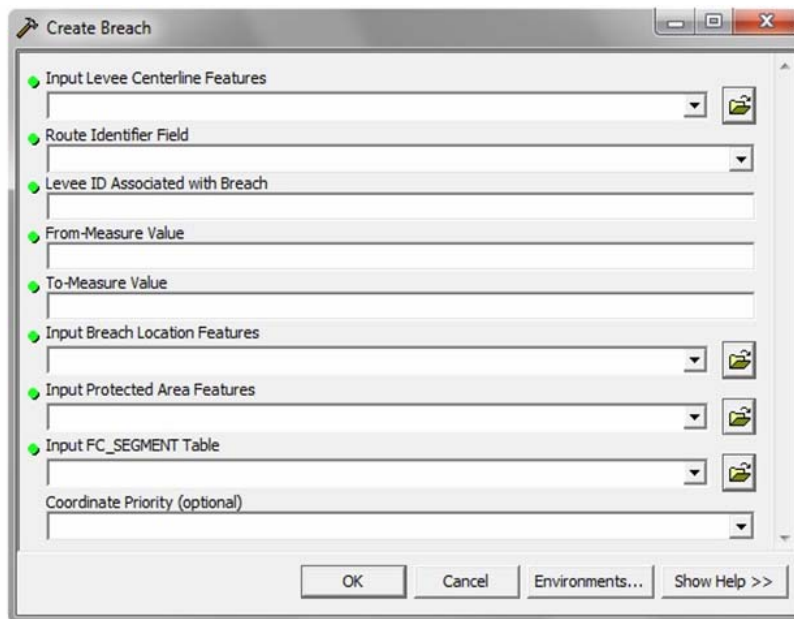 Create Breach
Input Levee Centerline Features
Route Identifier Field
Levee ID Associated with Breach
From-Measure Value
To-Measure Value
Input Breach Location Features
Input Protected Area Features
Input FC_SEGMENT Table
Coordinate Priority (optional)
OK Cancel Environments... Show Help >>